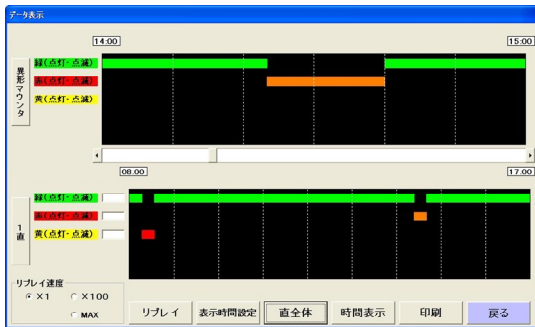 データ表示
14:00
15:00
異形マウンタ
緑(点灯・点滅)
赤(点灯・点滅)
黄(点灯・点滅)
08:00
17:00
1直
緑(点灯・点滅)
赤(点灯・点滅)
黄(点灯・点滅)
リプレイ速度
×1
×100
MAX
リプレイ
表示時間設定
直全体
時間表示
印刷
戻る